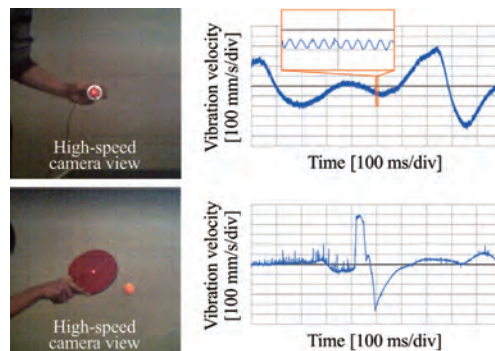 High-speed
camera view
Vibration velocity
[100 mm/s/div]
Time [100 ms/div]
High-speed
camera view
Vibration velocity
[100 mm/s/div]
Time [100 ms/div]